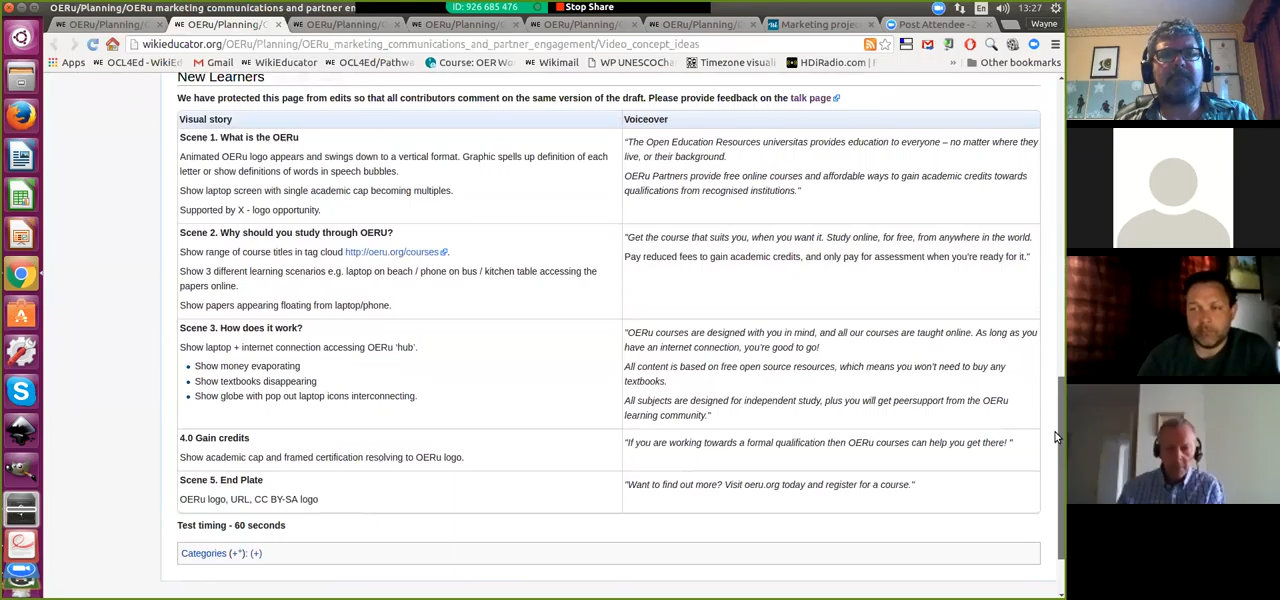 OERu/Planning/OERu marketing communications and partner en
ID: 926 685 476
Stop Share
En
13:27
OERu/Planning/
OERu/Planning/
OERu/Planning/
OERu/Planning/
OERu/Planning/
OERu/Planning/
Marketing projec
Post Attendee - Z
Wayne
wikieducator.org/OERu/Planning/OERu_marketing_communications_and_partner_engagement/Video_concept_ideas
Apps
OCL4ED - WikiEd
Gmail
WikiEducator
OCL4Ed/Pathwa
Course: OER Wo
Wikimail
WP UNESCOChai
Timezone visuali
HDiRadio.com | F
»
Other bookmarks
New Learners
We have protected this page from edits so that all contributors comment on the same version of the draft. Please provide feedback on the talk page
Visual story
Voiceover
Scene 1. What is the OERu
Animated OERu logo appears and swings down to a vertical format. Graphic spells up definition of each
letter or show definitions of words in speech bubbles.
Show laptop screen with single academic cap becoming multiples.
Supported by X - logo opportunity.
"The Open Education Resources universitas provides education to everyone – no matter where they
live, or their background.
OERu Partners provide free online courses and affordable ways to gain academic credits towards
qualifications from recognised institutions."
Scene 2. Why should you study through OERU?
Show range of course titles in tag cloud http://oeru.org/courses.
Show 3 different learning scenarios e.g. laptop on beach / phone on bus / kitchen table accessing the
papers online.
Show papers appearing floating from laptop/phone.
"Get the course that suits you, when you want it. Study online, for free, from anywhere in the world.
Pay reduced fees to gain academic credits, and only pay for assessment when you're ready for it."
Scene 3. How does it work?
Show laptop + internet connection accessing OERu 'hub'.
• Show money evaporating
• Show textbooks disappearing
• Show globe with pop out laptop icons interconnecting.
"OERu courses are designed with you in mind, and all our courses are taught online. As long as you
have an internet connection, you're good to go!
All content is based on free open source resources, which means you won't need to buy any
textbooks.
All subjects are designed for independent study, plus you will get peersupport from the OERu
learning community."
4.0 Gain credits
Show academic cap and framed certification resolving to OERu logo.
"If you are working towards a formal qualification then OERu courses can help you get there! "
Scene 5. End Plate
OERu logo, URL, CC BY-SA logo
"Want to find out more? Visit oeru.org today and register for a course."
Test timing - 60 seconds
Categories (+⁺): (+)